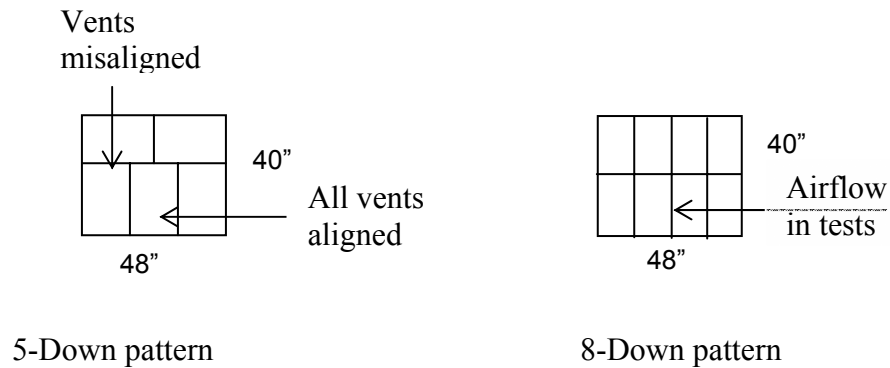 Vents
misaligned
40”
All vents
aligned
48”
5-Down pattern
40”
Airflow
in tests
48”
8-Down pattern